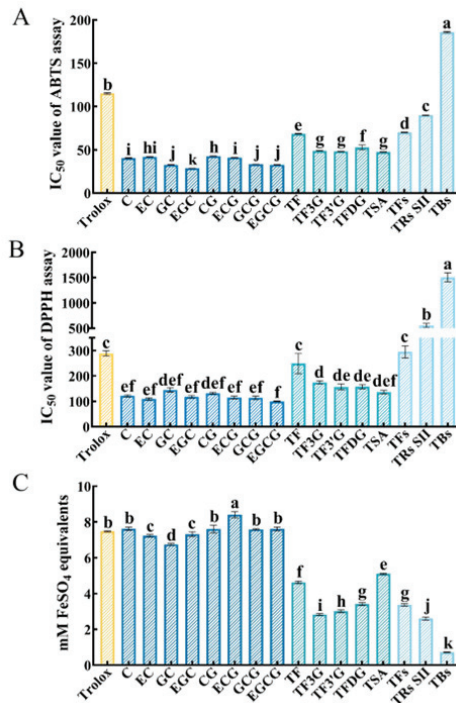 A
IC50 value of ABTS assay
200
150
100
50
0
b i hi j k h i j j e g g f g d c a
Trolox C EC GC EGC CG ECG GCG EGCG TF TF3G TF3'G TFDG TSA TFs TRs SII TBs
B
IC50 value of DPPH assay
2000
1500
1000
500
300
200
100
0
c ef ef def ef def ef ef f c d de de def c b a
Trolox C EC GC EGC CG ECG GCG EGCG TF TF3G TF3'G TFDG TSA TFs TRs SII TBs
C
mM FeSO4 equivalents
10
8
6
4
2
0
b b c d c b a b b f i h g e g j k
Trolox C EC GC EGC CG ECG GCG EGCG TF TF3G TF3'G TFDG TSA TFs TRs SII TBs